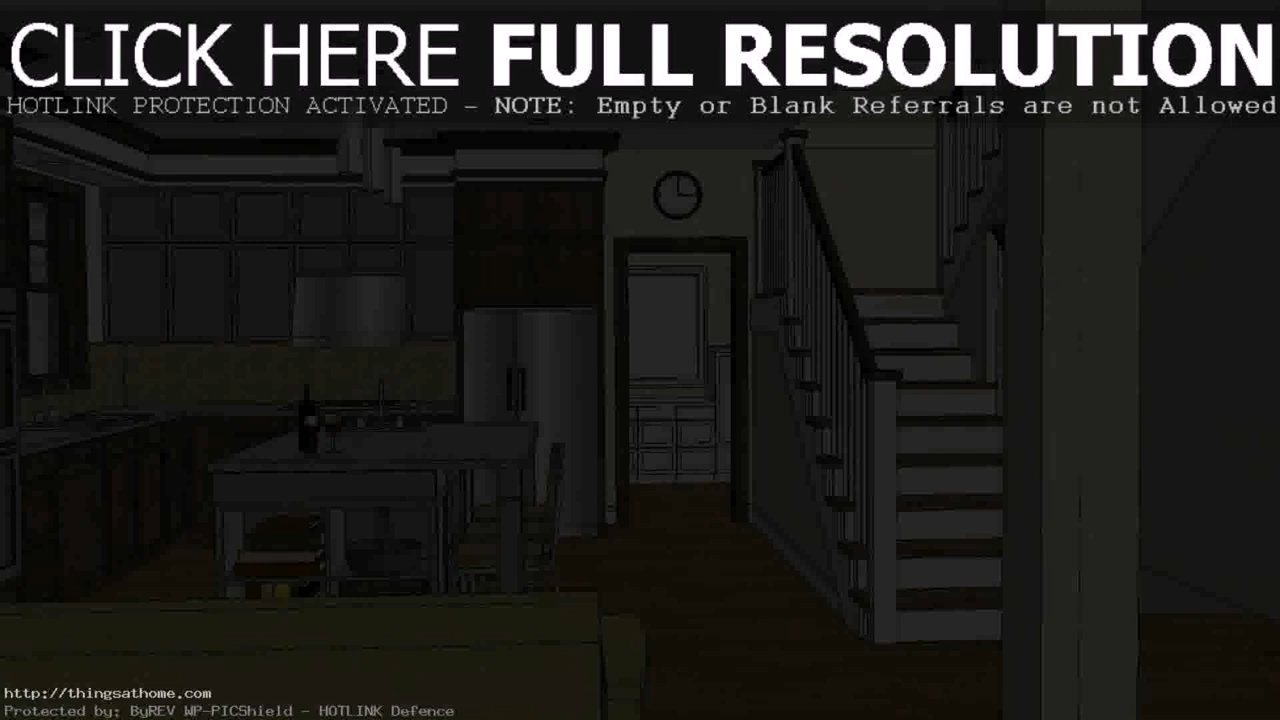 CLICK HERE FULL RESOLUTION
HOTLINK PROTECTION ACTIVATED - NOTE: Empty or Blank Referrals are not Allowed
http://thingsathome.com
Protected by: ByREV WP-PICShield - HOTLINK Defence